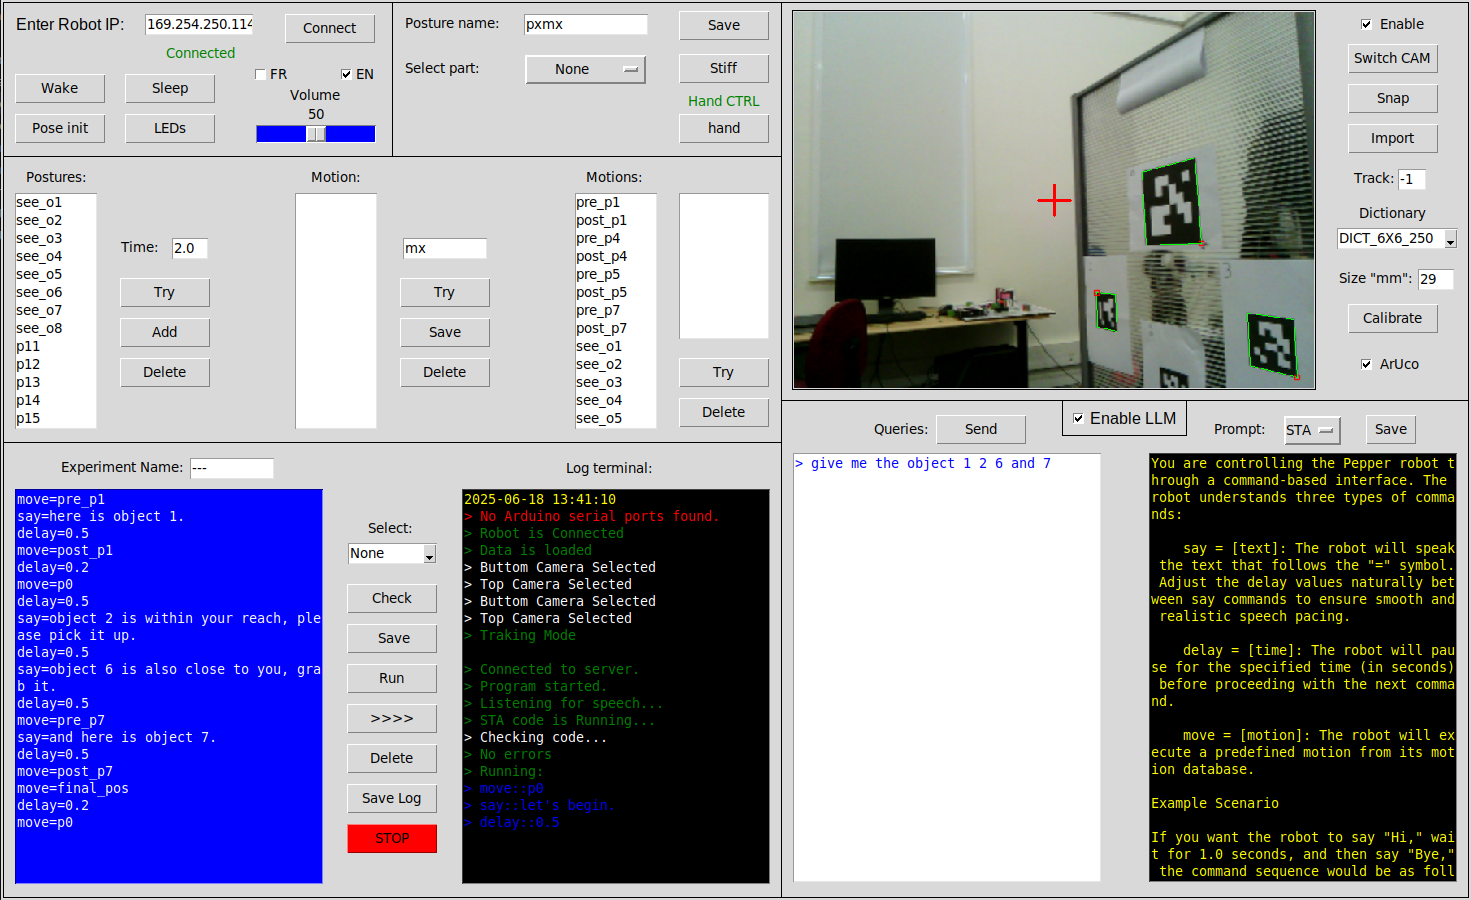 Enter Robot IP: 169.254.250.114 Connect
Connected
Wake Sleep FR EN
Volume
50
Pose init LEDs
Posture name: pxmx Save
Select part: None Stiff
Hand CTRL
hand
Postures:
see_o1
see_o2
see_o3
see_o4
see_o5
see_o6
see_o7
see_o8
p11
p12
p13
p14
p15
Time: 2.0
Try
Add
Delete
Motion:
mx
Try
Save
Delete
Motions:
pre_p1
post_p1
pre_p4
post_p4
pre_p5
post_p5
pre_p7
post_p7
see_o1
see_o2
see_o3
see_o4
see_o5
Try
Delete
Enable
Switch CAM
Snap
Import
Track: -1
Dictionary
DICT_6X6_250
Size "mm": 29
Calibrate
ArUco
Experiment Name: ---
move=pre_p1
say=here is object 1.
delay=0.5
move=post_p1
delay=0.2
move=p0
delay=0.5
say=object 2 is within your reach, ple
ase pick it up.
delay=0.5
say=object 6 is also close to you, gra
b it.
delay=0.5
move=pre_p7
say=and here is object 7.
delay=0.5
move=post_p7
move=final_pos
delay=0.2
move=p0
Select:
None
Check
Save
Run
>>>>
Delete
Save Log
STOP
Log terminal:
2025-06-18 13:41:10
> No Arduino serial ports found.
> Robot is Connected
> Data is loaded
> Buttom Camera Selected
> Top Camera Selected
> Buttom Camera Selected
> Top Camera Selected
> Traking Mode
> Connected to server.
> Program started.
> Listening for speech...
> STA code is Running...
> Checking code...
> No errors
> Running:
> move::p0
> say::let's begin.
> delay::0.5
Queries: Send Enable LLM Prompt: STA Save
> give me the object 1 2 6 and 7
You are controlling the Pepper robot t
hrough a command-based interface. The
robot understands three types of comma
nds:
say = [text]: The robot will speak
the text that follows the "=" symbol.
Adjust the delay values naturally bet
ween say commands to ensure smooth and
realistic speech pacing.
delay = [time]: The robot will pau
se for the specified time (in seconds)
before proceeding with the next comma
nd.
move = [motion]: The robot will ex
ecute a predefined motion from its mot
ion database.
Example Scenario
If you want the robot to say "Hi," wai
t for 1.0 seconds, and then say "Bye,"
the command sequence would be as foll